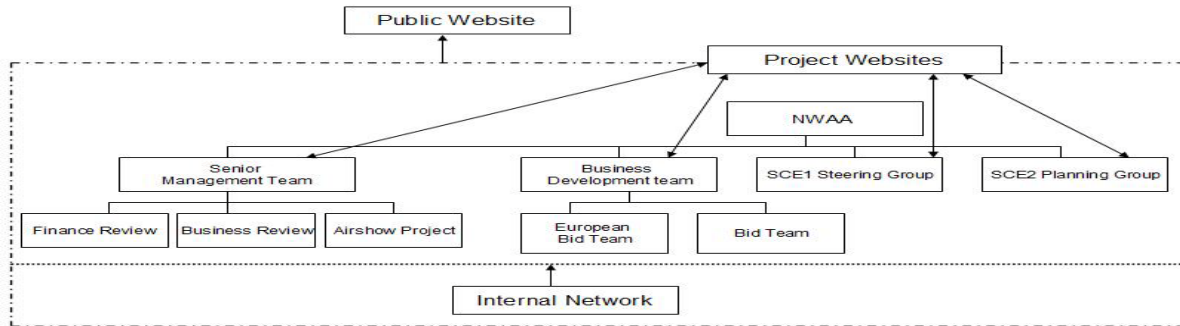 Public Website
Project Websites
NWAA
Senior
Management Team
Business
Development team
SCE1 Steering Group
SCE2 Planning Group
Finance Review
Business Review
Airshow Project
European
Bid Team
Bid Team
Internal Network